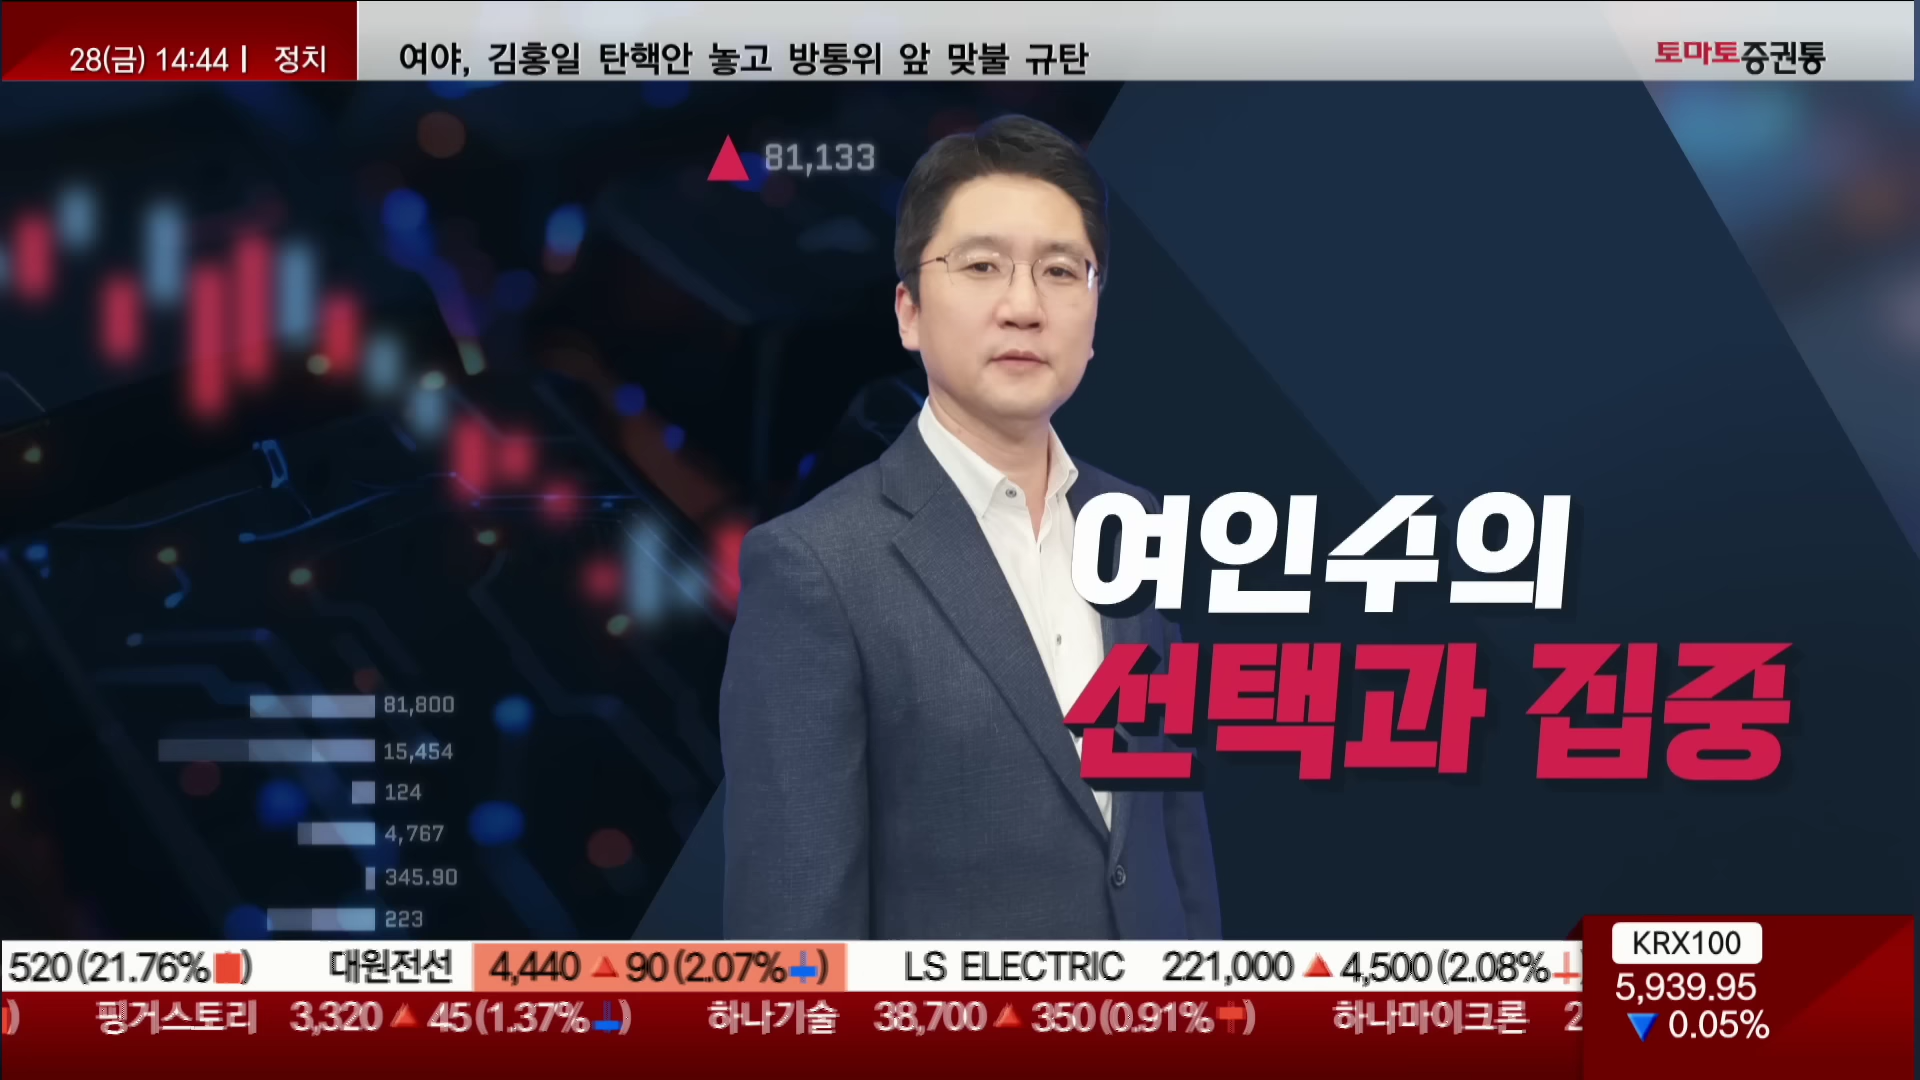 28(금) 14:44 | 정치
여야, 김홍일 탄핵안 놓고 방통위 앞 맞불 규탄
토마토증권통
▲ 81,133
여인수의
선택과 집중
81,800
15,454
124
4,767
345.90
223
520 (21.76% ) 대원전선 4,440 ▲ 90 (2.07% ) LS ELECTRIC 221,000 ▲ 4,500 (2.08%
) 핑거스토리 3,320 ▲ 45 (1.37% ) 하나기술 38,700 ▲ 350 (0.91% ) 하나마이크론 2
KRX100
5,939.95
▼ 0.05%